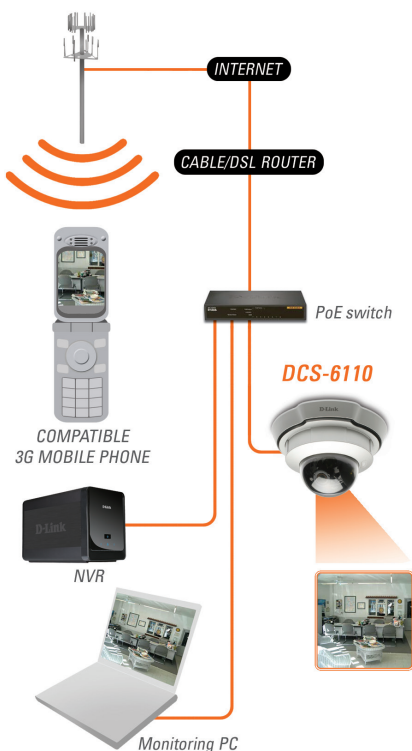 INTERNET
CABLE/DSL ROUTER
PoE switch
DCS-6110
D-Link
COMPATIBLE
3G MOBILE PHONE
D-Link
NVR
Monitoring PC